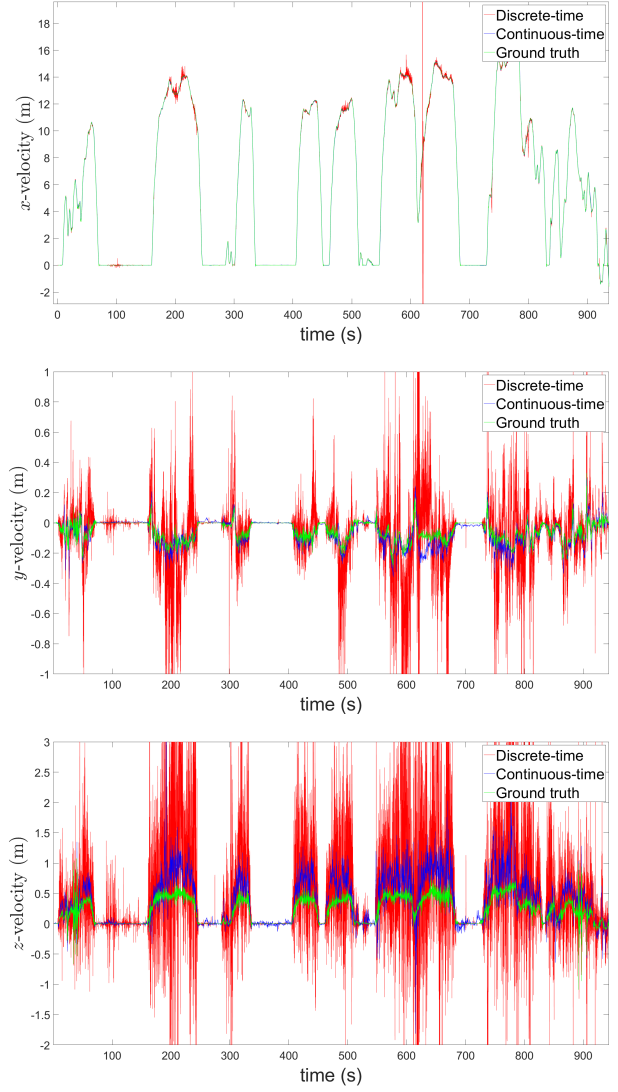 Discrete-time
Continuous-time
Ground truth
18
16
14
12
10
8
6
4
2
0
-2
x-velocity (m)
0 100 200 300 400 500 600 700 800 900
time (s)
Discrete-time
Continuous-time
Ground truth
1
0.8
0.6
0.4
0.2
0
-0.2
-0.4
-0.6
-0.8
-1
y-velocity (m)
100 200 300 400 500 600 700 800 900
time (s)
Discrete-time
Continuous-time
Ground truth
3
2.5
2
1.5
1
0.5
0
-0.5
-1
-1.5
-2
z-velocity (m)
100 200 300 400 500 600 700 800 900
time (s)